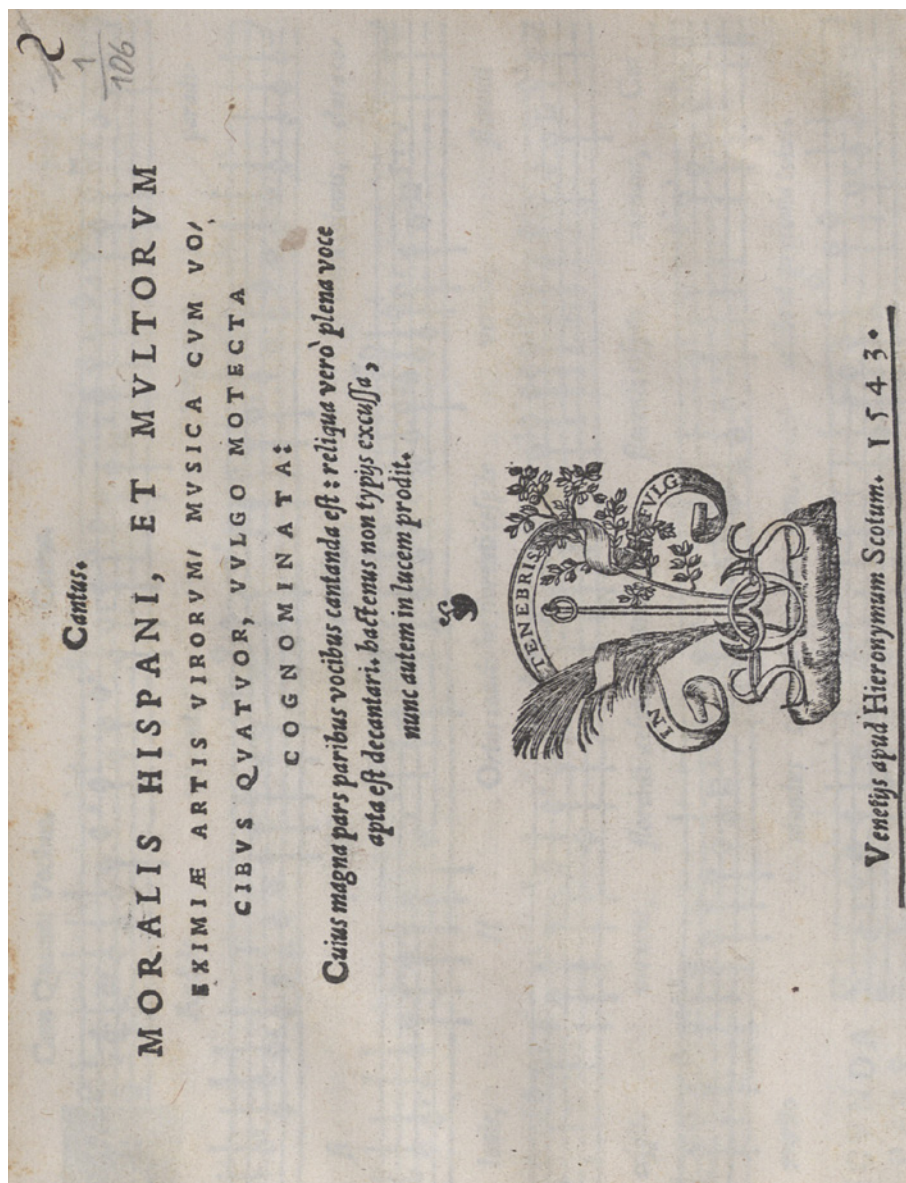 2
1
106
Cantus.
MORALIS HISPANI, ET MVLTORVM
EXIMIÆ ARTIS VIRORVM/ MVSICA CVM VO/
CIBVS QVATVOR, VVLGO MOTECTA
COGNOMINATA:
Cuius magna pars paribus vocibus cantanda est: reliqua verò plena voce
apta est decantari. hactenus non typijs excussa,
nunc autem in lucem prodit.
IN TENEBRIS FVLG
Venetijs apud Hieronymum Scotum. 1543.